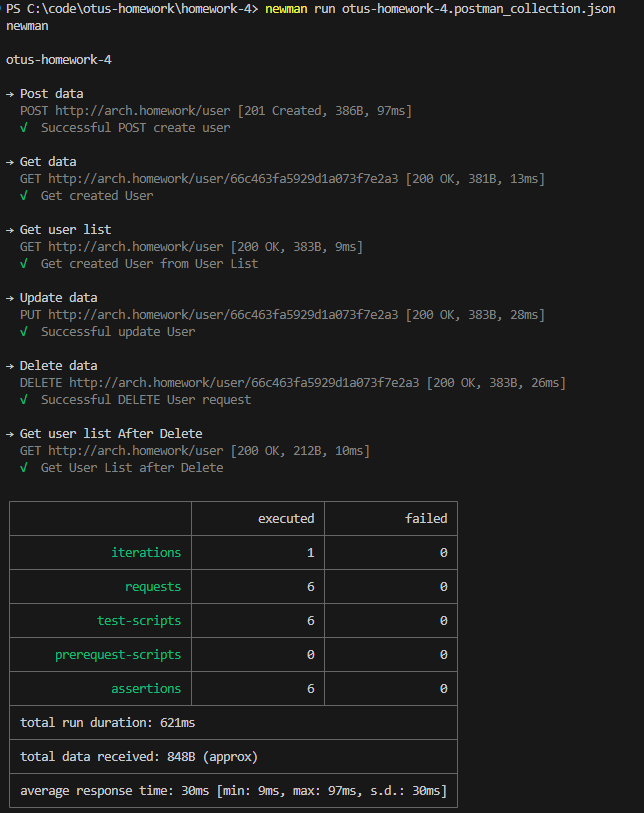 PS C:\code\otus-homework\homework-4> newman run otus-homework-4.postman_collection.json
newman
otus-homework-4
→ Post data
POST http://arch.homework/user [201 Created, 386B, 97ms]
√ Successful POST create user
→ Get data
GET http://arch.homework/user/66c463fa5929d1a073f7e2a3 [200 OK, 381B, 13ms]
√ Get created User
→ Get user list
GET http://arch.homework/user [200 OK, 383B, 9ms]
√ Get created User from User List
→ Update data
PUT http://arch.homework/user/66c463fa5929d1a073f7e2a3 [200 OK, 383B, 28ms]
√ Successful update User
→ Delete data
DELETE http://arch.homework/user/66c463fa5929d1a073f7e2a3 [200 OK, 383B, 26ms]
√ Successful DELETE User request
→ Get user list After Delete
GET http://arch.homework/user [200 OK, 212B, 10ms]
√ Get User List after Delete
executed failed
iterations 1 0
requests 6 0
test-scripts 6 0
prerequest-scripts 0 0
assertions 6 0
total run duration: 621ms
total data received: 848B (approx)
average response time: 30ms [min: 9ms, max: 97ms, s.d.: 30ms]